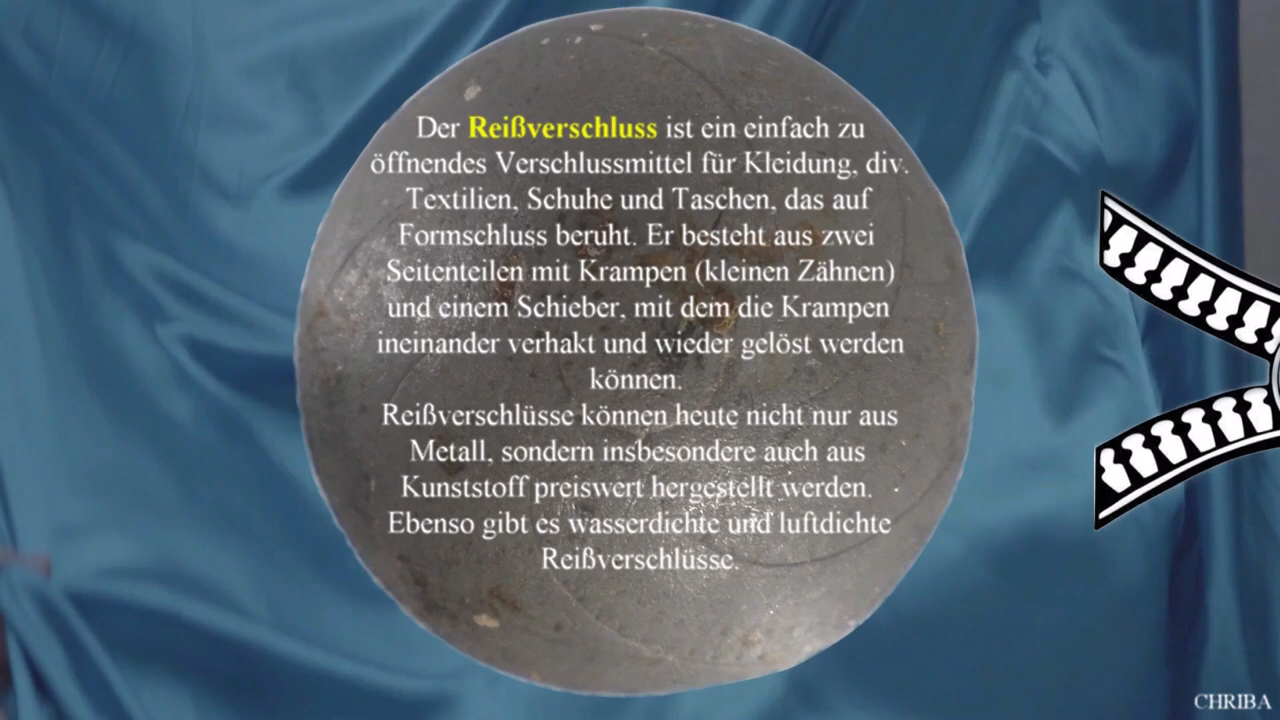 Der Reißverschluss ist ein einfach zu
öffnendes Verschlussmittel für Kleidung, div.
Textilien, Schuhe und Taschen, das auf
Formschluss beruht. Er besteht aus zwei
Seitenteilen mit Krampen (kleinen Zähnen)
und einem Schieber, mit dem die Krampen
ineinander verhakt und wieder gelöst werden
können.
Reißverschlüsse können heute nicht nur aus
Metall, sondern insbesondere auch aus
Kunststoff preiswert hergestellt werden.
Ebenso gibt es wasserdichte und luftdichte
Reißverschlüsse.
CHRIBA